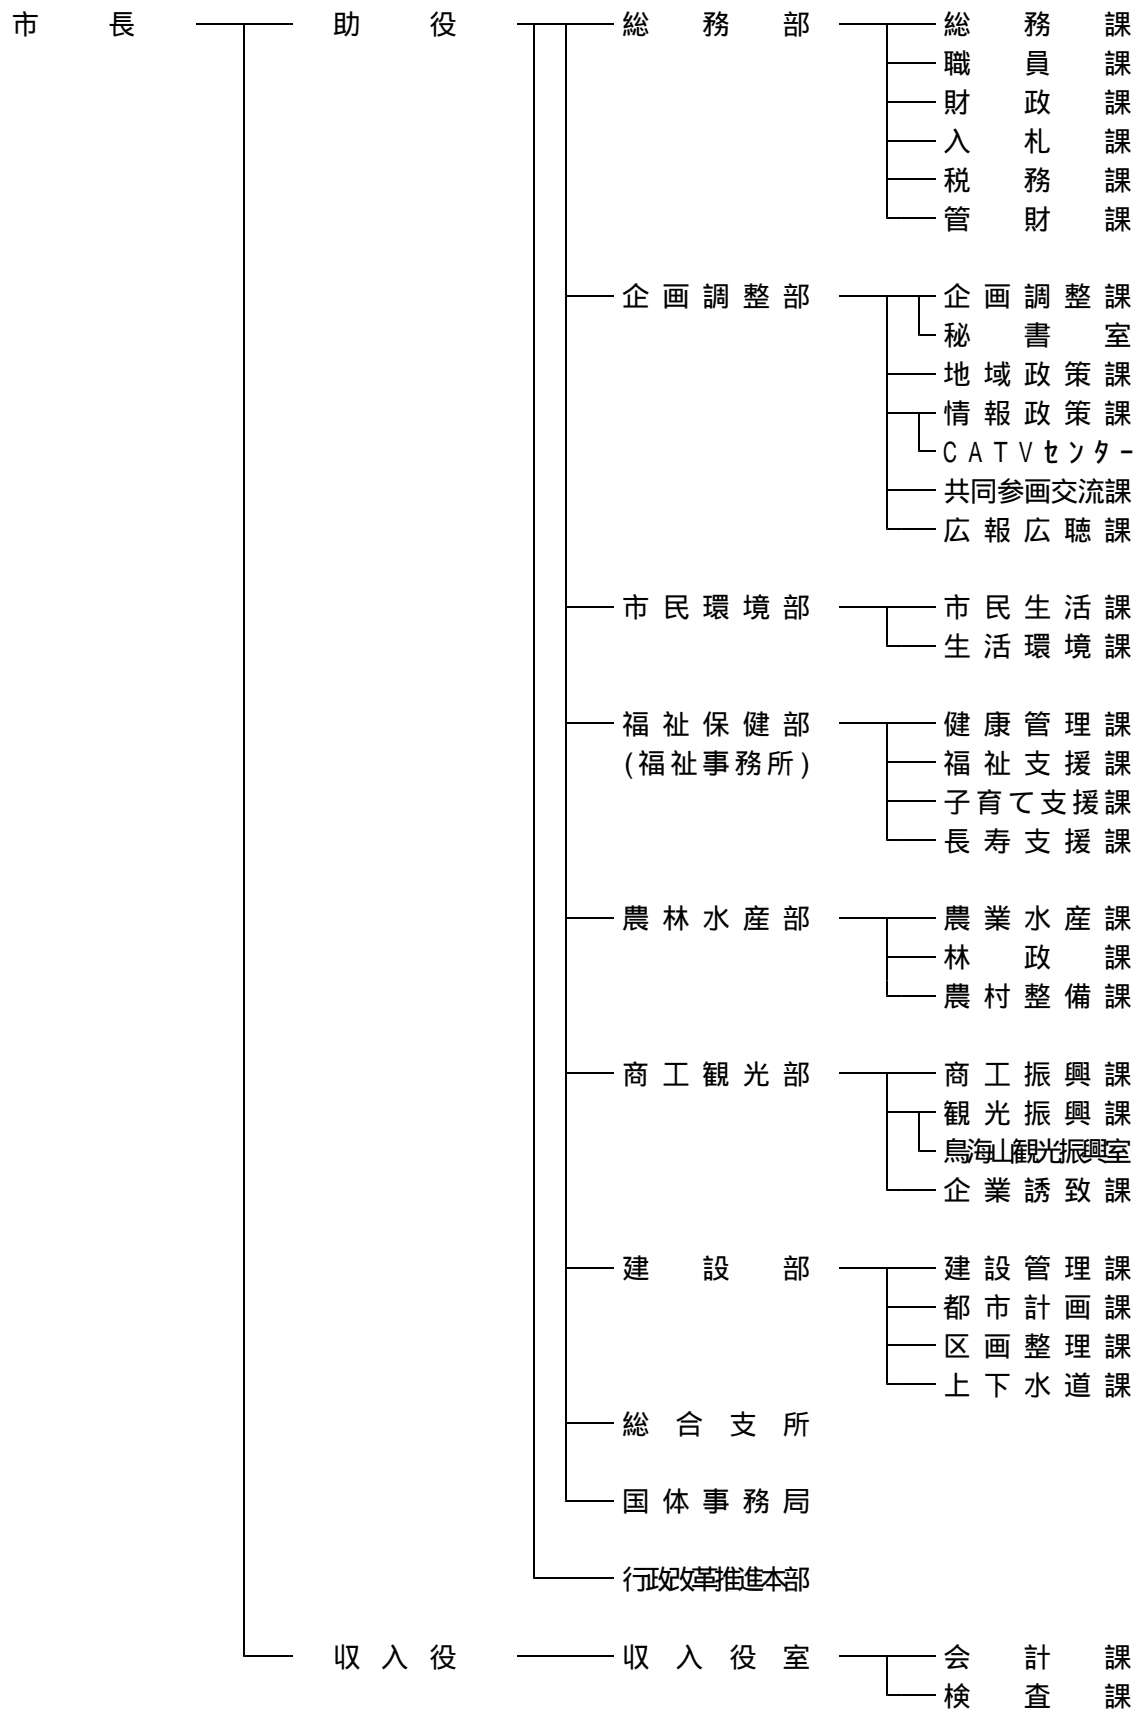 市長 助役 総務部 総務課
職員課
財政課
入札課
税務課
管財課
企画調整部 企画調整課
秘書室
地域政策課
情報政策課
CATVセンター
共同参画交流課
広報広聴課
市民環境部 市民生活課
生活環境課
福祉保健部 健康管理課
(福祉事務所) 福祉支援課
子育て支援課
長寿支援課
農林水産部 農業水産課
林政課
農村整備課
商工観光部 商工振興課
観光振興課
鳥海山観光振興室
企業誘致課
建設部 建設管理課
都市計画課
区画整理課
上下水道課
総合支所
国体事務局
行政改革推進本部
収入役 収入役室 会計課
検査課